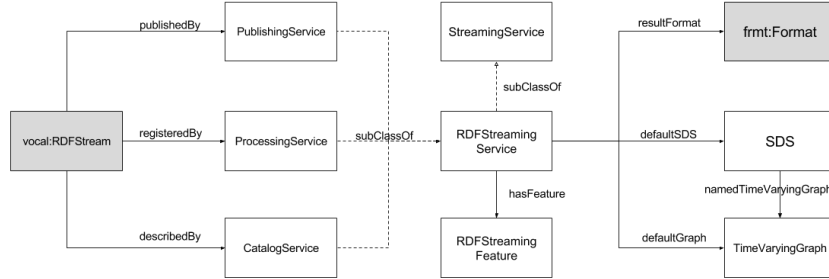 publishedBy
PublishingService
StreamingService
resultFormat
frmt:Format
subClassOf
vocal:RDFStream
registeredBy
ProcessingService
subClassOf
RDFStreaming
Service
defaultSDS
SDS
hasFeature
namedTimeVaryingGraph
describedBy
CatalogService
RDFStreaming
Feature
defaultGraph
TimeVaryingGraph